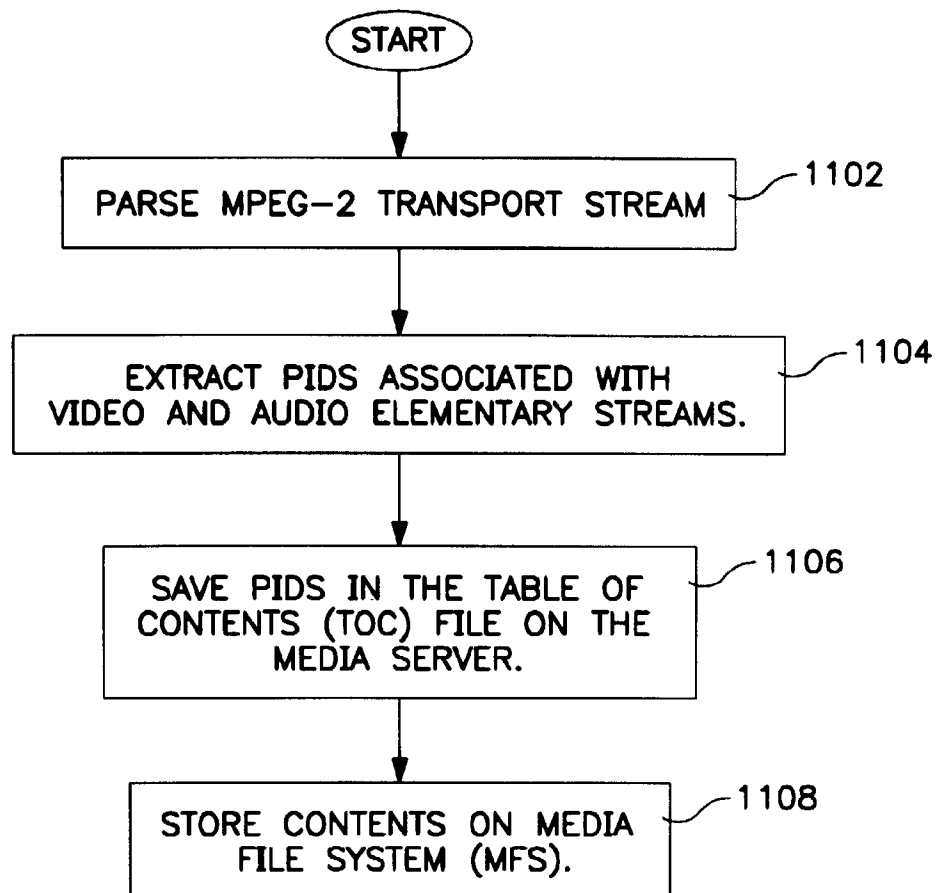 START
PARSE MPEG-2 TRANSPORT STREAM
1102
EXTRACT PIDS ASSOCIATED WITH
VIDEO AND AUDIO ELEMENTARY STREAMS.
1104
SAVE PIDS IN THE TABLE OF
CONTENTS (TOC) FILE ON THE
MEDIA SERVER.
1106
STORE CONTENTS ON MEDIA
FILE SYSTEM (MFS).
1108